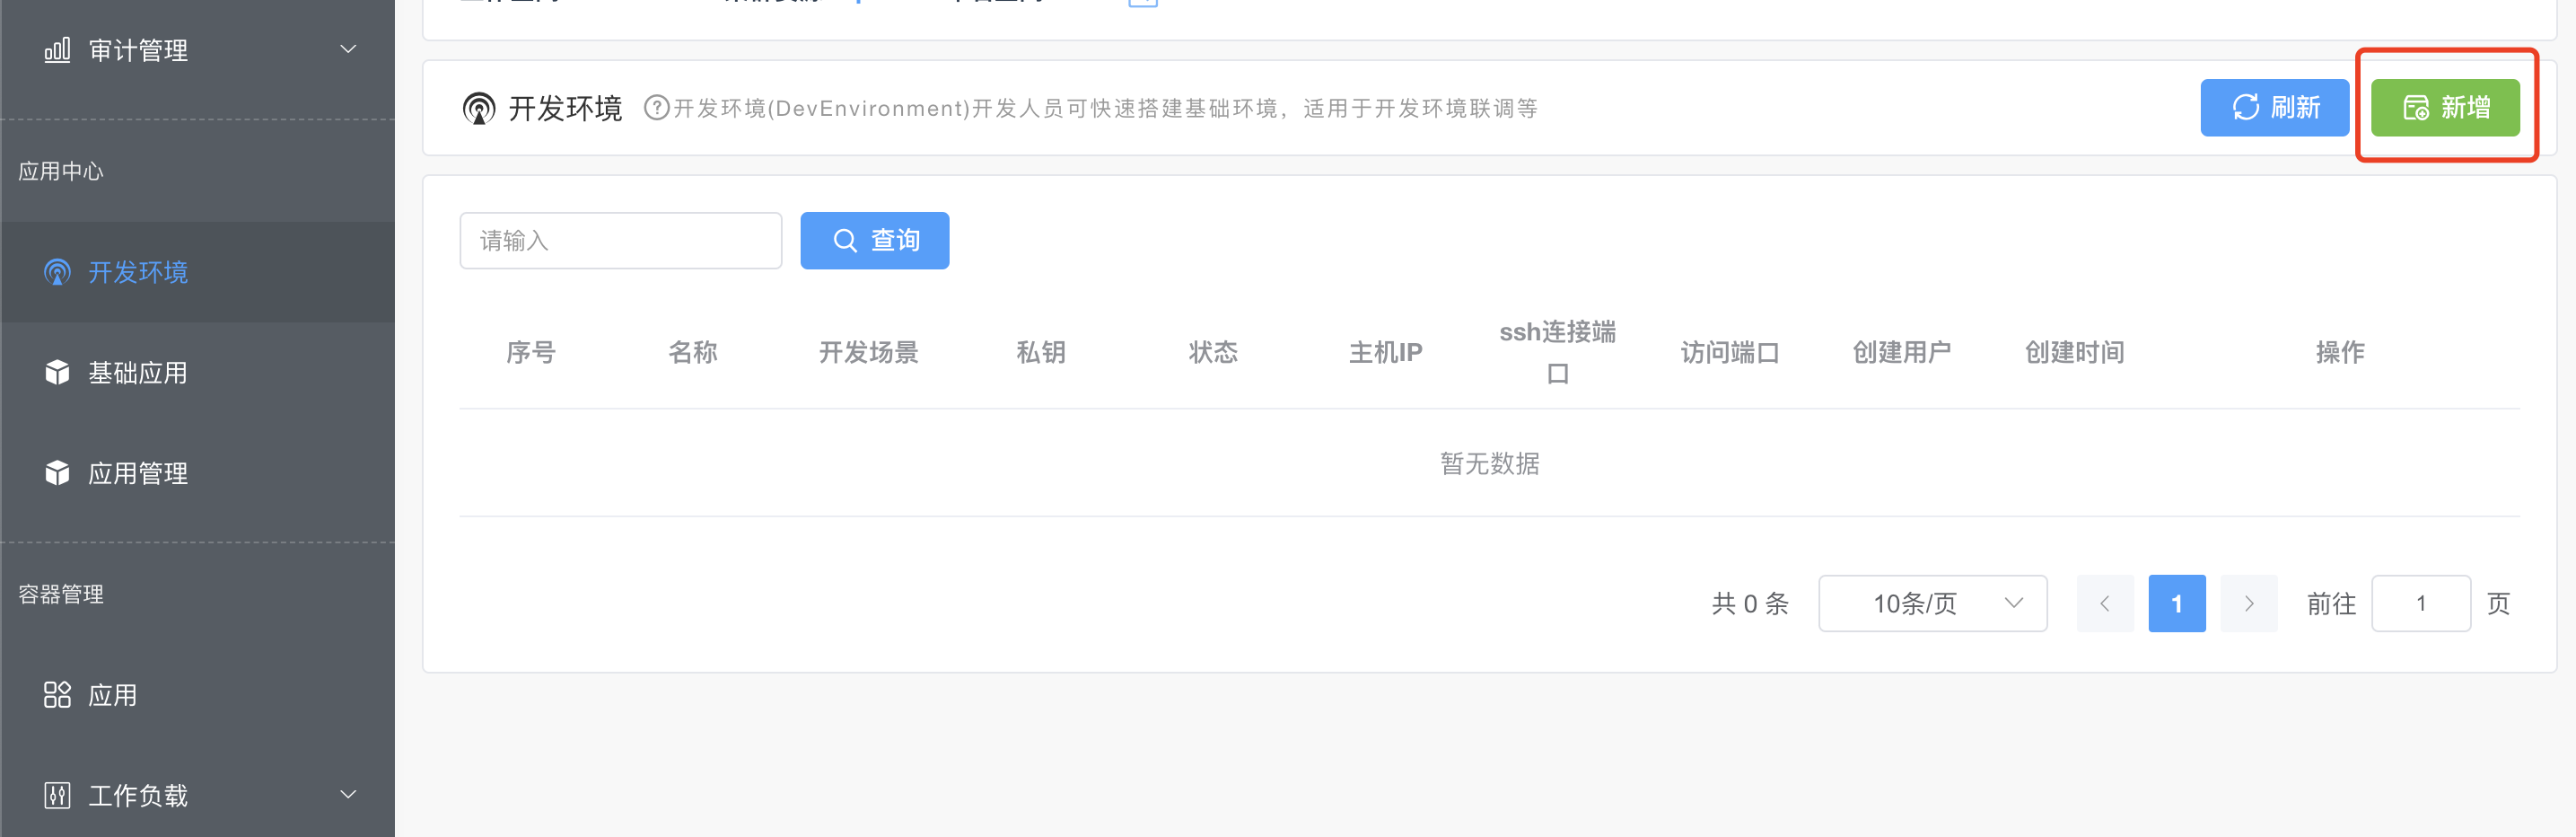 审计管理
应用中心
开发环境
基础应用
应用管理
容器管理
应用
工作负载
开发环境
开发环境(DevEnvironment)开发人员可快速搭建基础环境，适用于开发环境联调等
刷新
新增
请输入
查询
序号 名称 开发场景 私钥 状态 主机IP ssh连接端口 访问端口 创建用户 创建时间 操作
暂无数据
共 0 条 10条/页 1 前往 1 页